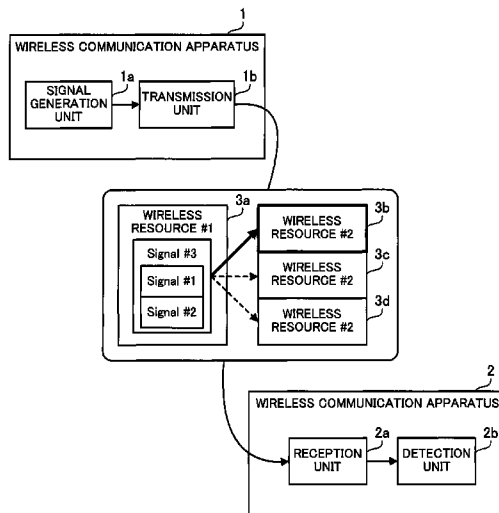 1
WIRELESS COMMUNICATION APPARATUS
1a
1b
SIGNAL
GENERATION
UNIT
TRANSMISSION
UNIT
3a
3b
WIRELESS
RESOURCE #1
Signal #3
Signal #1
Signal #2
WIRELESS
RESOURCE #2
3c
WIRELESS
RESOURCE #2
3d
WIRELESS
RESOURCE #2
2
WIRELESS COMMUNICATION APPARATUS
2a
2b
RECEPTION
UNIT
DETECTION
UNIT